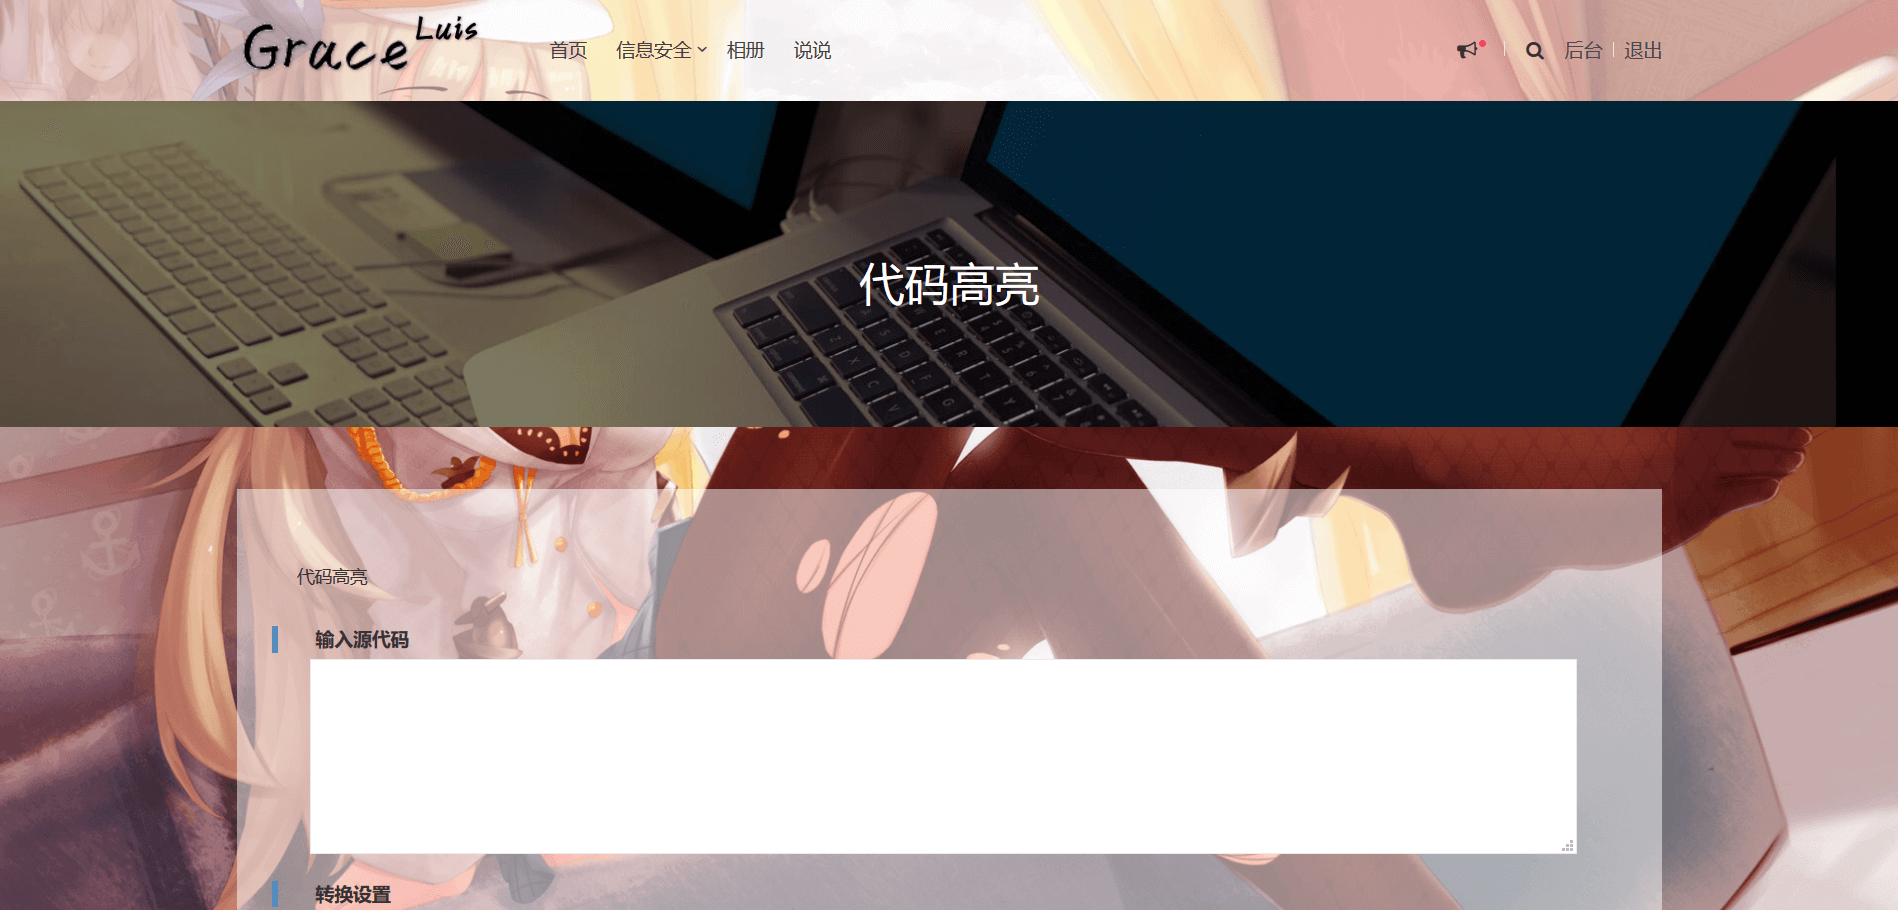 Grace Luis
首页 信息安全 相册 说说 后台 退出
代码高亮
代码高亮
输入源代码
转换设置